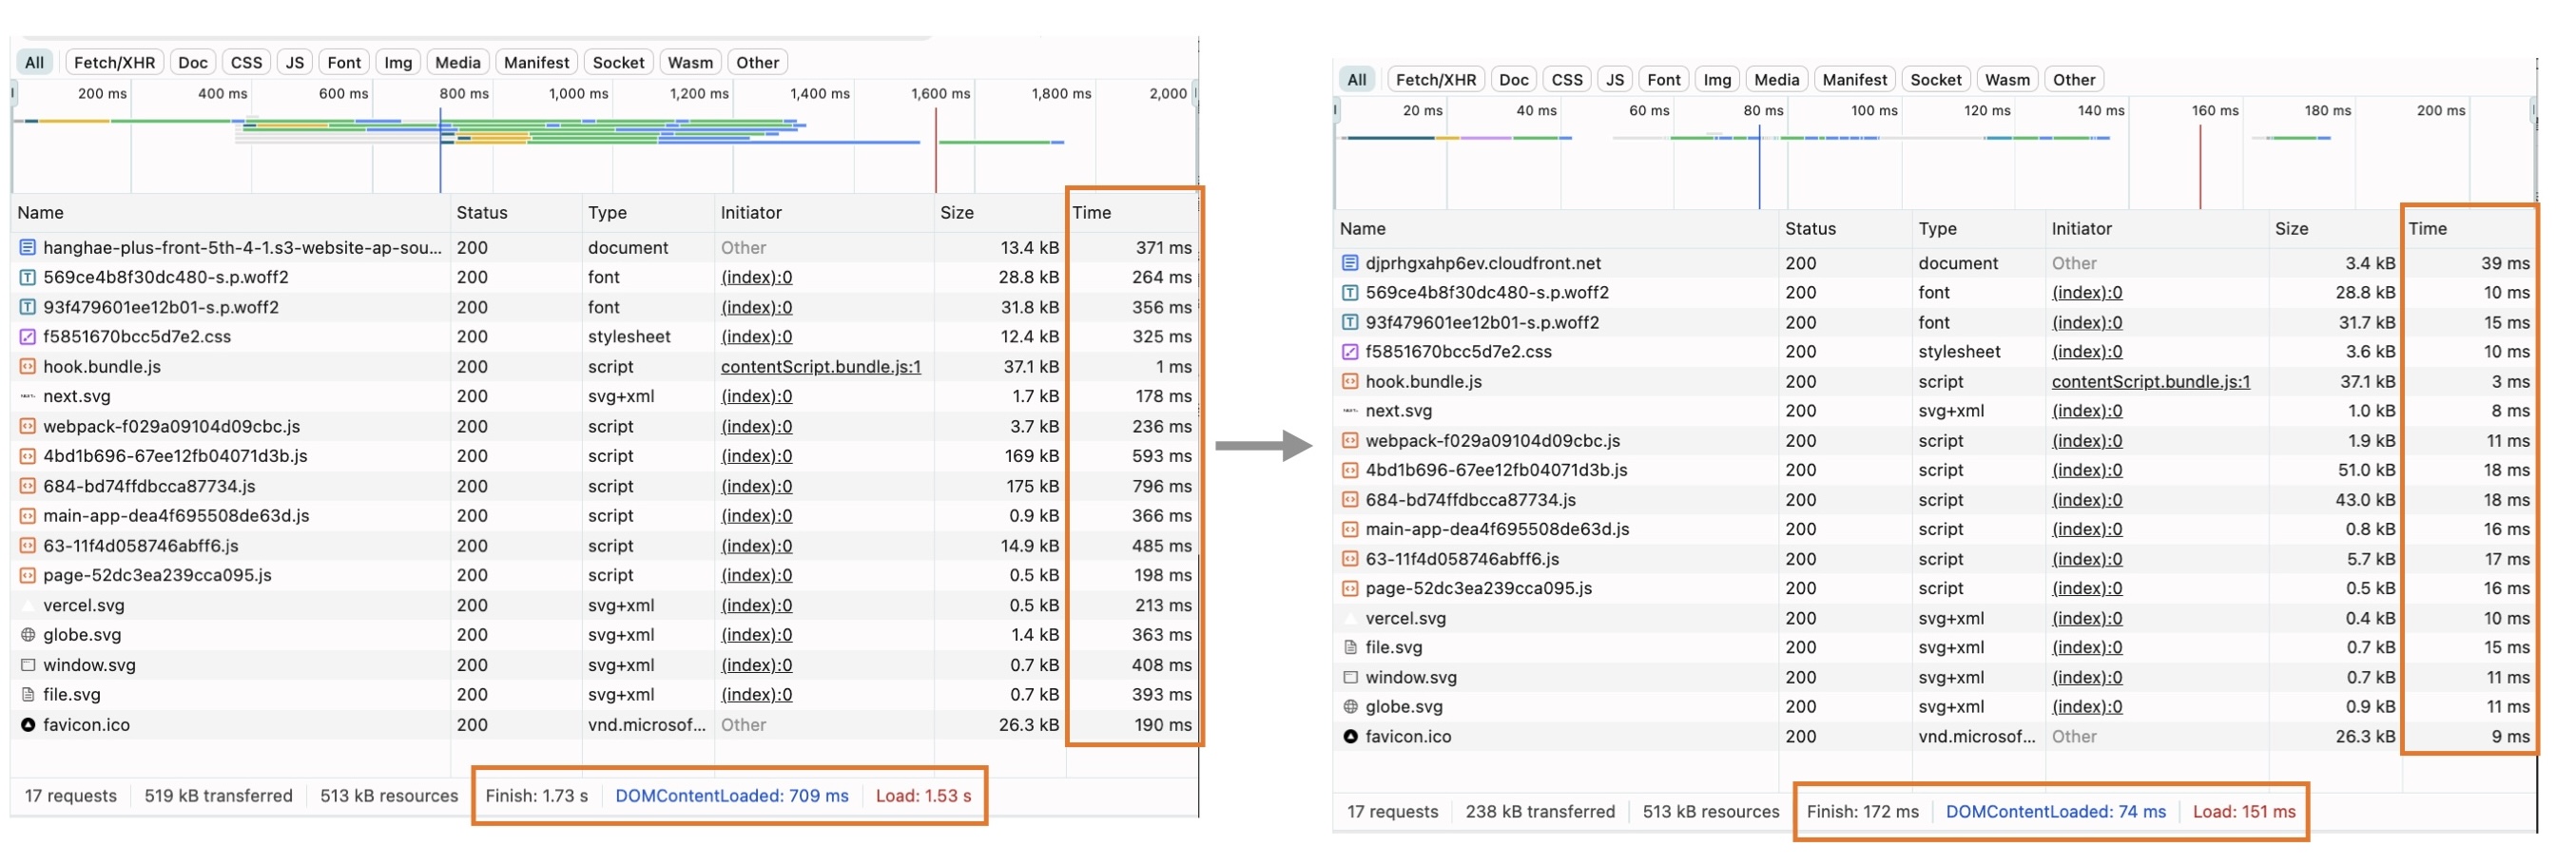 All Fetch/XHR Doc CSS JS Font Img Media Manifest Socket Wasm Other
200 ms 400 ms 600 ms 800 ms 1,000 ms 1,200 ms 1,400 ms 1,600 ms 1,800 ms 2,000
Name Status Type Initiator Size Time
hanghae-plus-front-5th-4-1.s3-website-ap-sou... 200 document Other 13.4 kB 371 ms
569ce4b8f30dc480-s.p.woff2 200 font (index):0 28.8 kB 264 ms
93f479601ee12b01-s.p.woff2 200 font (index):0 31.8 kB 356 ms
f5851670bcc5d7e2.css 200 stylesheet (index):0 12.4 kB 325 ms
hook.bundle.js 200 script contentScript.bundle.js:1 37.1 kB 1 ms
next.svg 200 svg+xml (index):0 1.7 kB 178 ms
webpack-f029a09104d09cbc.js 200 script (index):0 3.7 kB 236 ms
4bd1b696-67ee12fb04071d3b.js 200 script (index):0 169 kB 593 ms
684-bd74ffdbcca87734.js 200 script (index):0 175 kB 796 ms
main-app-dea4f695508de63d.js 200 script (index):0 0.9 kB 366 ms
63-11f4d058746abff6.js 200 script (index):0 14.9 kB 485 ms
page-52dc3ea239cca095.js 200 script (index):0 0.5 kB 198 ms
vercel.svg 200 svg+xml (index):0 0.5 kB 213 ms
globe.svg 200 svg+xml (index):0 1.4 kB 363 ms
window.svg 200 svg+xml (index):0 0.7 kB 408 ms
file.svg 200 svg+xml (index):0 0.7 kB 393 ms
favicon.ico 200 vnd.microsof... Other 26.3 kB 190 ms
17 requests 519 kB transferred 513 kB resources Finish: 1.73 s DOMContentLoaded: 709 ms Load: 1.53 s
All Fetch/XHR Doc CSS JS Font Img Media Manifest Socket Wasm Other
20 ms 40 ms 60 ms 80 ms 100 ms 120 ms 140 ms 160 ms 180 ms 200 ms
Name Status Type Initiator Size Time
djprhgxahp6ev.cloudfront.net 200 document Other 3.4 kB 39 ms
569ce4b8f30dc480-s.p.woff2 200 font (index):0 28.8 kB 10 ms
93f479601ee12b01-s.p.woff2 200 font (index):0 31.7 kB 15 ms
f5851670bcc5d7e2.css 200 stylesheet (index):0 3.6 kB 10 ms
hook.bundle.js 200 script contentScript.bundle.js:1 37.1 kB 3 ms
next.svg 200 svg+xml (index):0 1.0 kB 8 ms
webpack-f029a09104d09cbc.js 200 script (index):0 1.9 kB 11 ms
4bd1b696-67ee12fb04071d3b.js 200 script (index):0 51.0 kB 18 ms
684-bd74ffdbcca87734.js 200 script (index):0 43.0 kB 18 ms
main-app-dea4f695508de63d.js 200 script (index):0 0.8 kB 16 ms
63-11f4d058746abff6.js 200 script (index):0 5.7 kB 17 ms
page-52dc3ea239cca095.js 200 script (index):0 0.5 kB 16 ms
vercel.svg 200 svg+xml (index):0 0.4 kB 10 ms
file.svg 200 svg+xml (index):0 0.7 kB 15 ms
window.svg 200 svg+xml (index):0 0.7 kB 11 ms
globe.svg 200 svg+xml (index):0 0.9 kB 11 ms
favicon.ico 200 vnd.microsof... Other 26.3 kB 9 ms
17 requests 238 kB transferred 513 kB resources Finish: 172 ms DOMContentLoaded: 74 ms Load: 151 ms